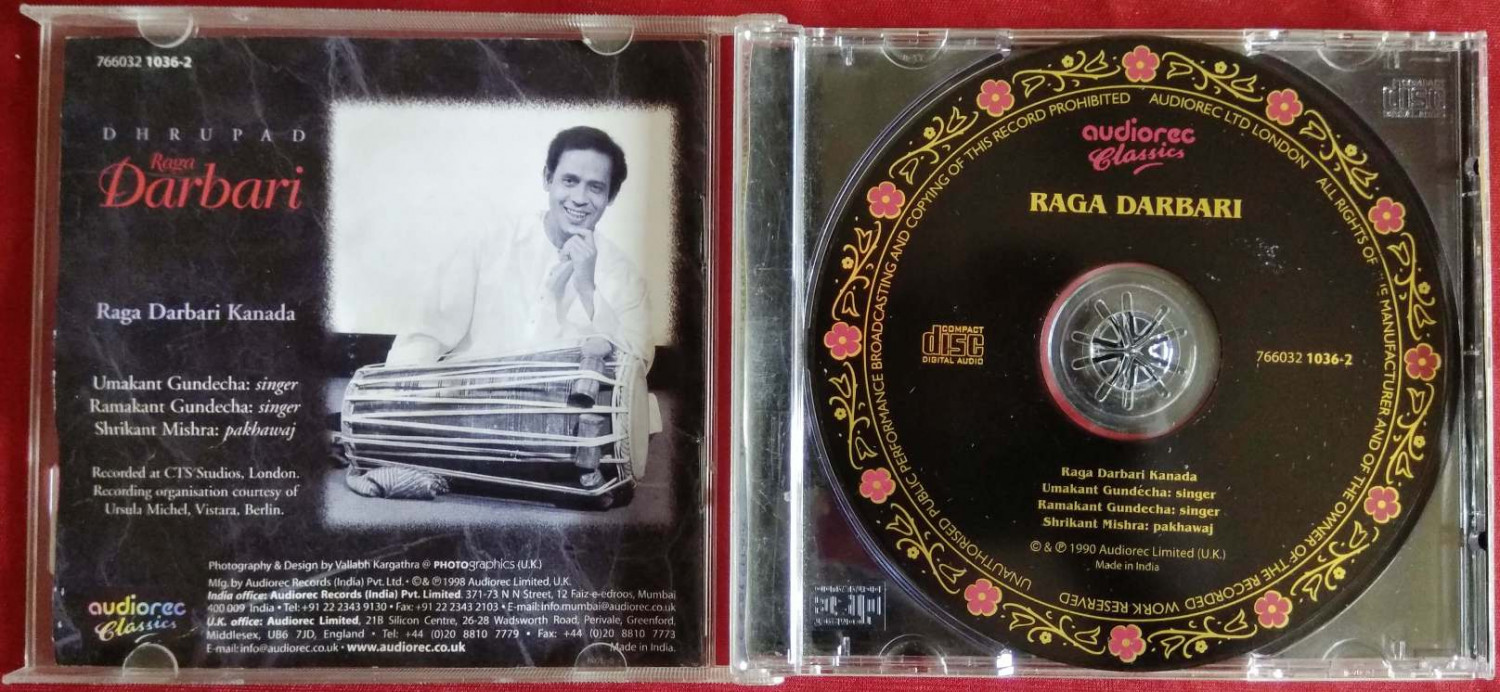 766032 1036-2
DHRUPAD
Raga
Darbari
Raga Darbari Kanada
Umakant Gundecha: singer
Ramakant Gundecha: singer
Shrikant Mishra: pakhawaj
Recorded at CTS Studios, London.
Recording organisation courtesy of
Ursula Michel, Vistara, Berlin.
Photography & Design by Vallabh Kargathra @ PHOTOgraphics (U.K.)
Mfg. by Audiorec Records (India) Pvt. Ltd. • ©& ℗ 1998 Audiorec Limited, U.K.
India office: Audiorec Records (India) Pvt. Limited. 371-73 N N Street, 12 Faiz-e-edroos, Mumbai
400 009 India • Tel: +91 22 2343 9130 • Fax: +91 22 2343 2103 • E-mail: info.mumbai@audiorec.co.uk
U.K. office: Audiorec Limited, 21B Silicon Centre, 26-28 Wadsworth Road, Perivale, Greenford,
Middlesex, UB6 7JD, England • Tel: +44 (0)20 8810 7779 • Fax: +44 (0)20 8810 7773
E-mail: info@audiorec.co.uk • www.audiorec.co.uk
Made in India.
audiorec
Classics
UNAUTHORISED PUBLIC PERFORMANCE BROADCASTING AND COPYING OF THIS RECORD PROHIBITED
AUDIOREC LTD LONDON
ALL RIGHTS OF MANUFACTURER AND OF THE OWNER OF THE RECORDED WORK RESERVED
audiorec
Classics
RAGA DARBARI
COMPACT
disc
DIGITAL AUDIO
766032 1036-2
Raga Darbari Kanada
Umakant Gundecha: singer
Ramakant Gundecha: singer
Shrikant Mishra: pakhawaj
© & ℗ 1990 Audiorec Limited (U.K.)
Made in India
COMPACT
disc
DIGITAL AUDIO